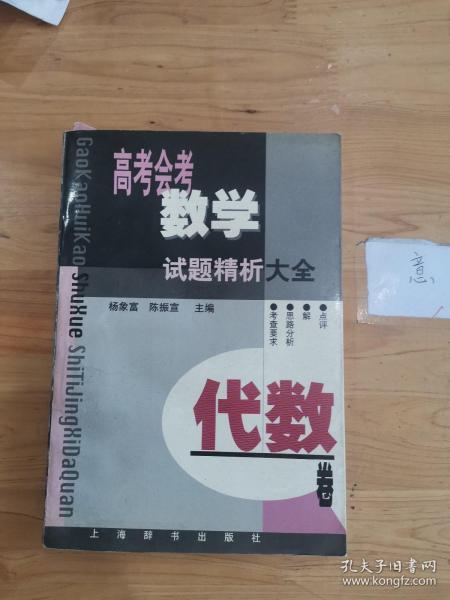 GaoKaoHuiKao ShuXue ShiTiJingXiDaQuan
高考会考
数学
试题精析大全
杨象富 陈振宣 主编
●点评
●解
●思路分析
●考查要求
代数
卷
上海辞书出版社
意
孔夫子旧书网
www.kongfz.com